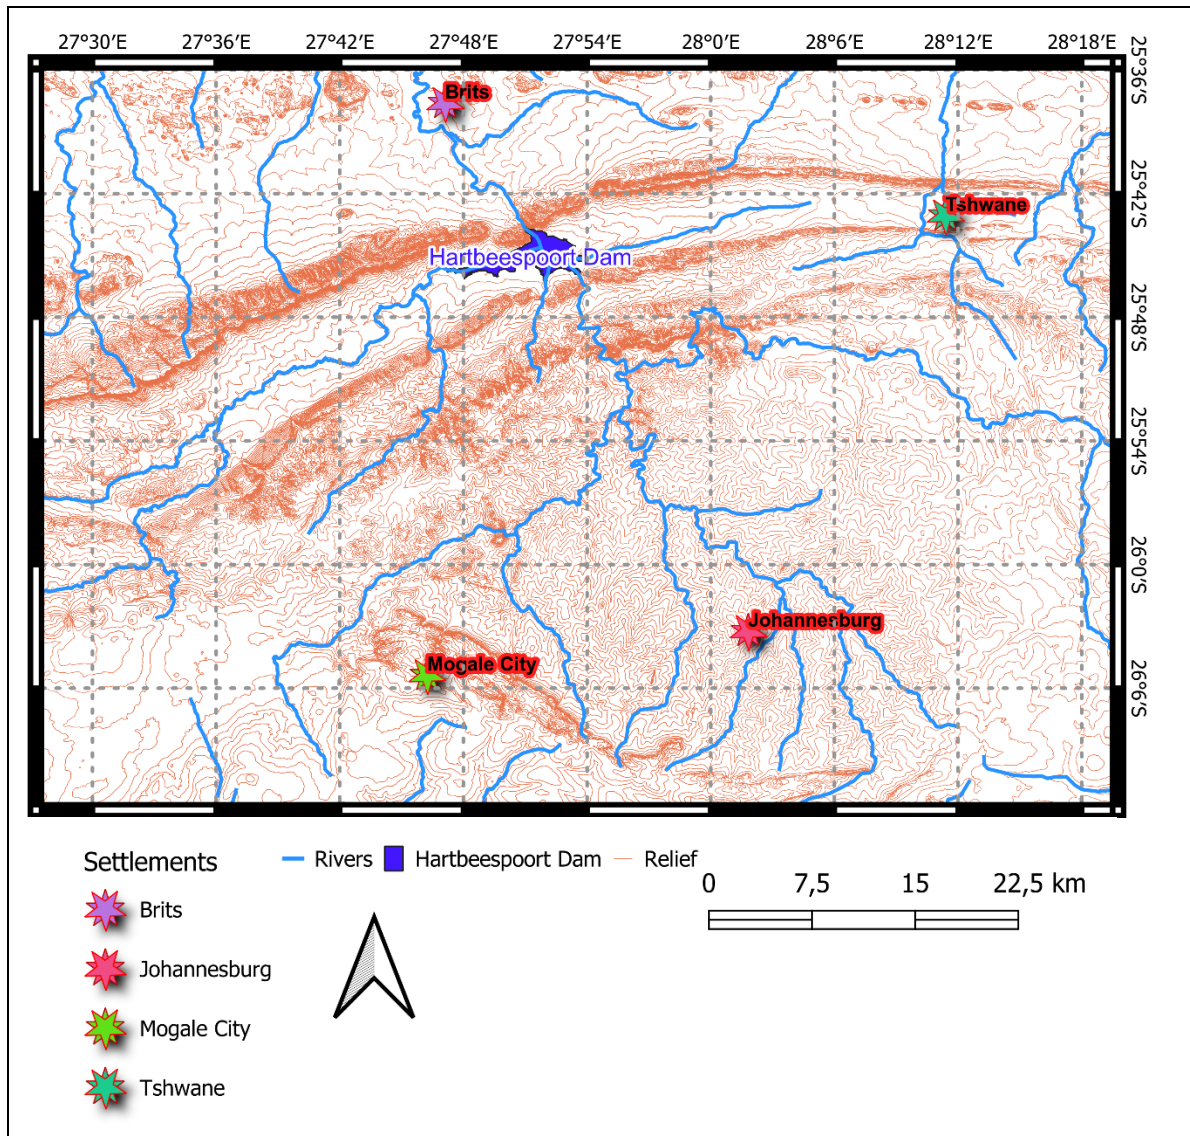 27°30′E 27°36′E 27°42′E 27°48′E 27°54′E 28°0′E 28°6′E 28°12′E 28°18′E
25°36′S
Brits
25°42′S
Tshwane
Hartbeespoort Dam
25°48′S
25°54′S
26°0′S
Johannesburg
Mogale City
26°6′S
Settlements
Rivers Hartbeespoort Dam Relief
0 7,5 15 22,5 km
Brits
Johannesburg
Mogale City
Tshwane